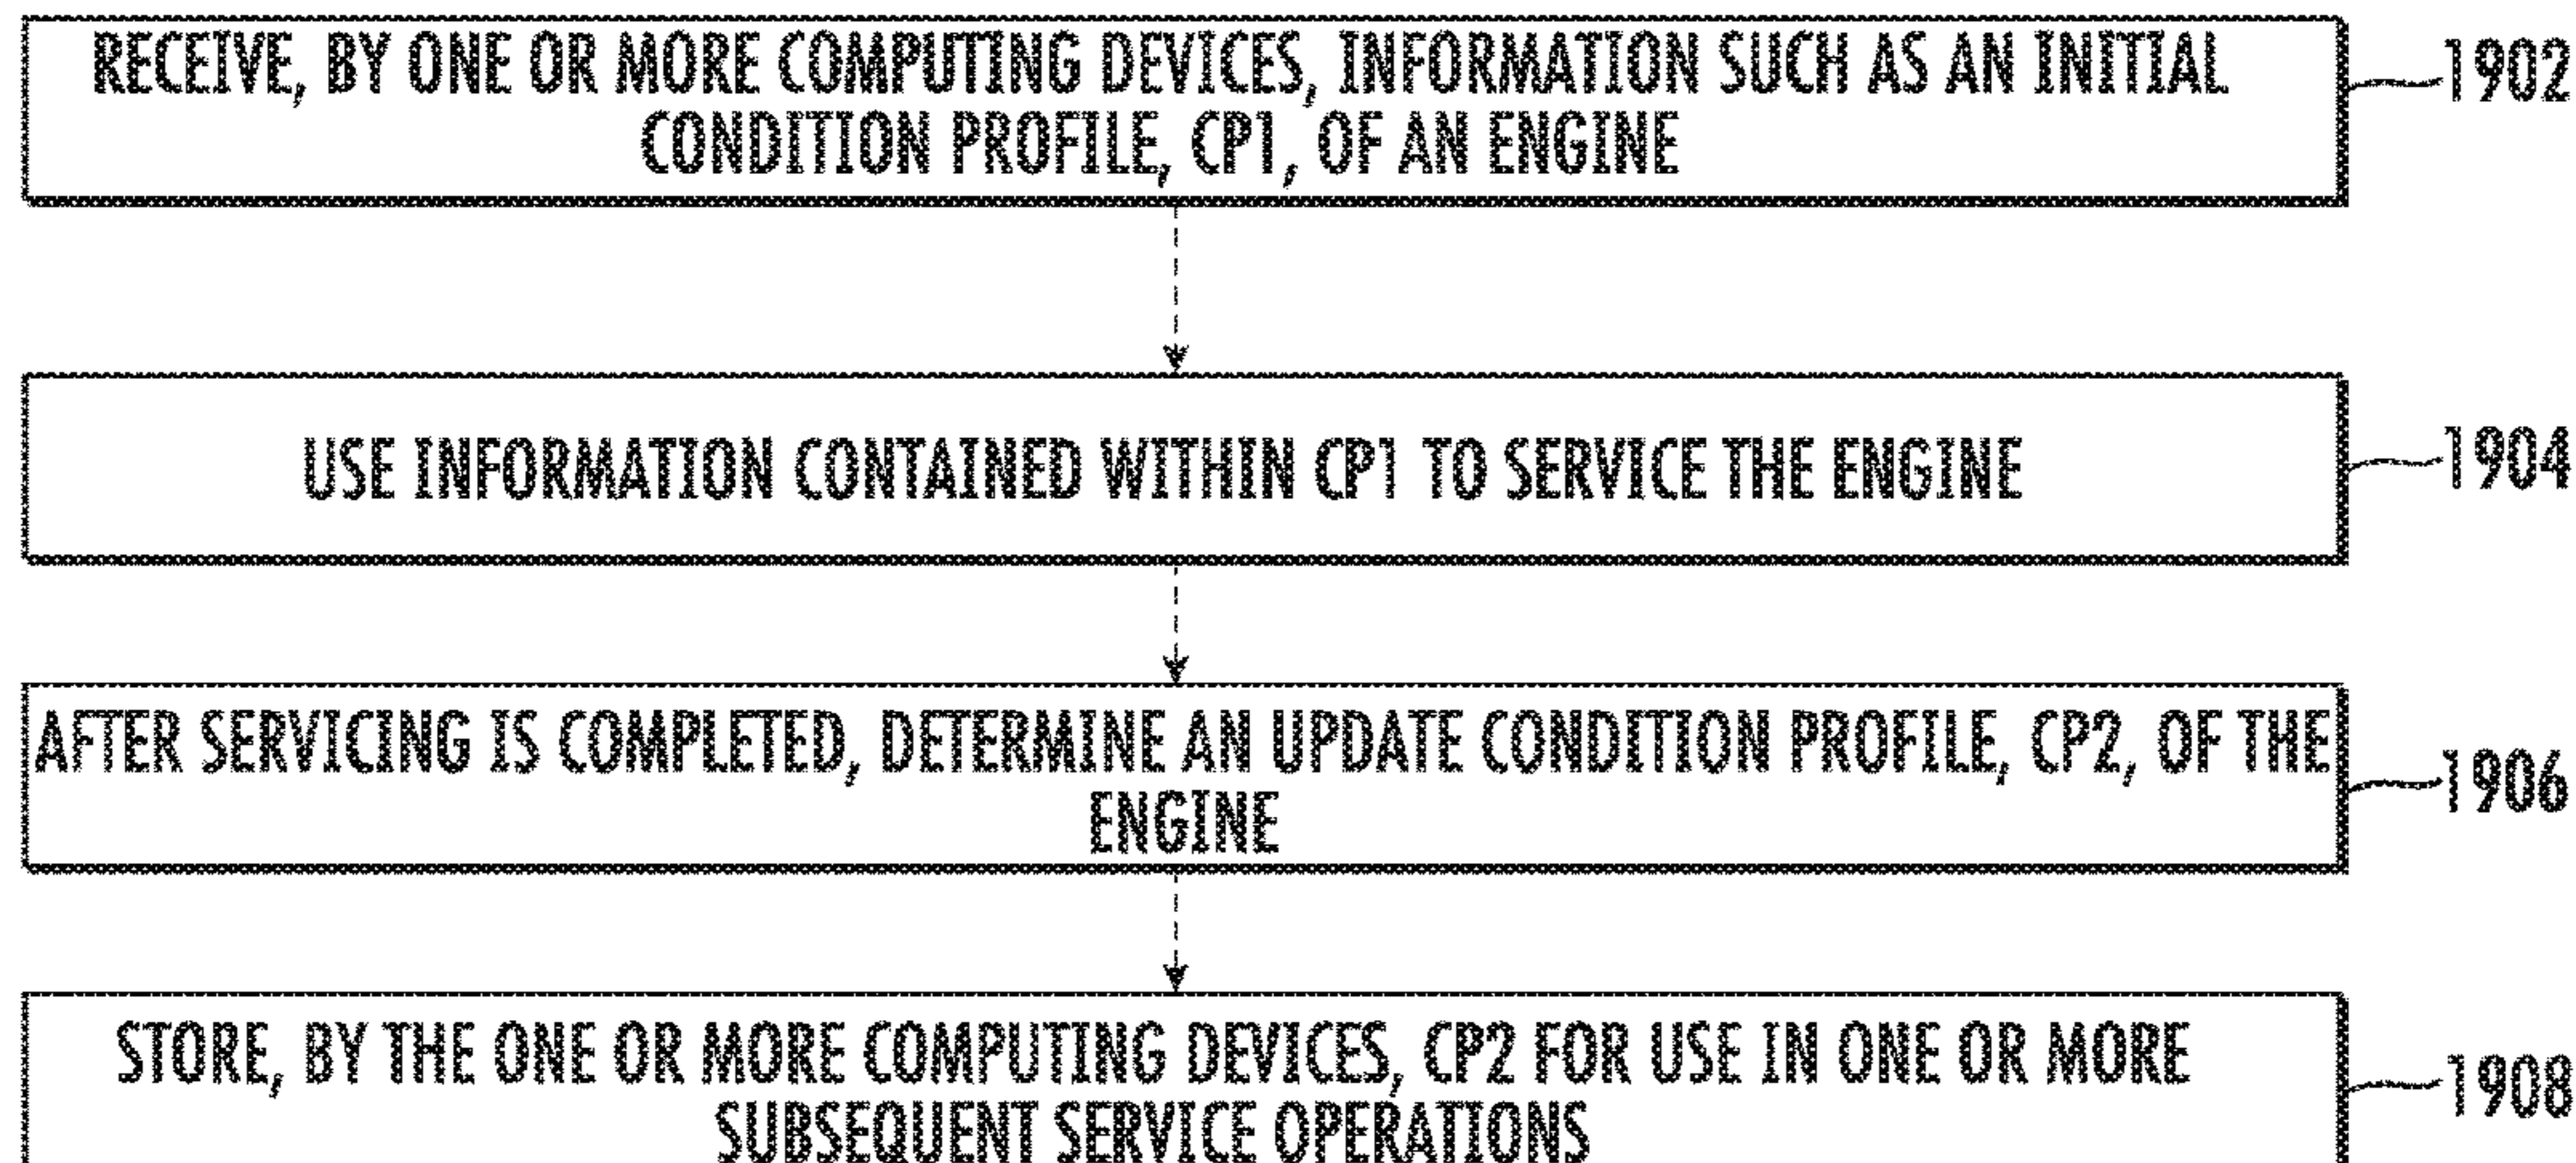 RECEIVE, BY ONE OR MORE COMPUTING DEVICES, INFORMATION SUCH AS AN INITIAL
CONDITION PROFILE, CP1, OF AN ENGINE
1902
USE INFORMATION CONTAINED WITHIN CP1 TO SERVICE THE ENGINE
1904
AFTER SERVICING IS COMPLETED, DETERMINE AN UPDATE CONDITION PROFILE, CP2, OF THE
ENGINE
1906
STORE, BY THE ONE OR MORE COMPUTING DEVICES, CP2 FOR USE IN ONE OR MORE
SUBSEQUENT SERVICE OPERATIONS
1908